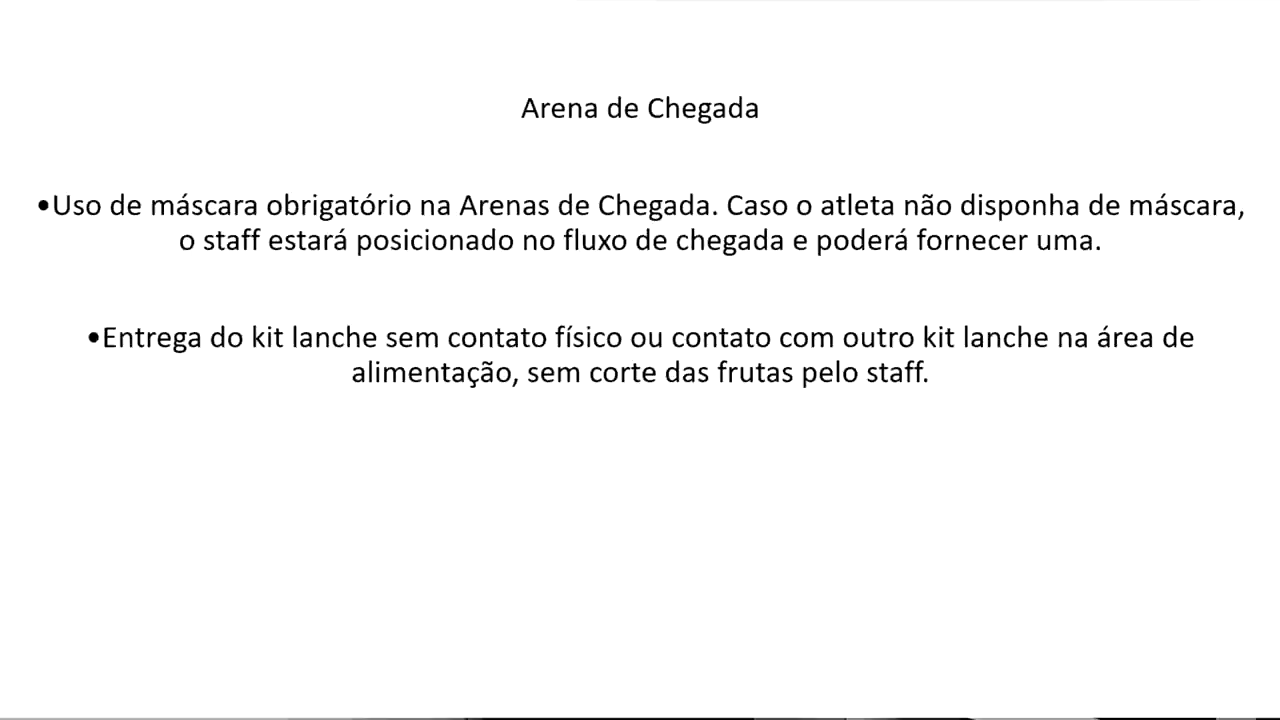 Arena de Chegada
•Uso de máscara obrigatório na Arenas de Chegada. Caso o atleta não disponha de máscara,
o staff estará posicionado no fluxo de chegada e poderá fornecer uma.
•Entrega do kit lanche sem contato físico ou contato com outro kit lanche na área de
alimentação, sem corte das frutas pelo staff.